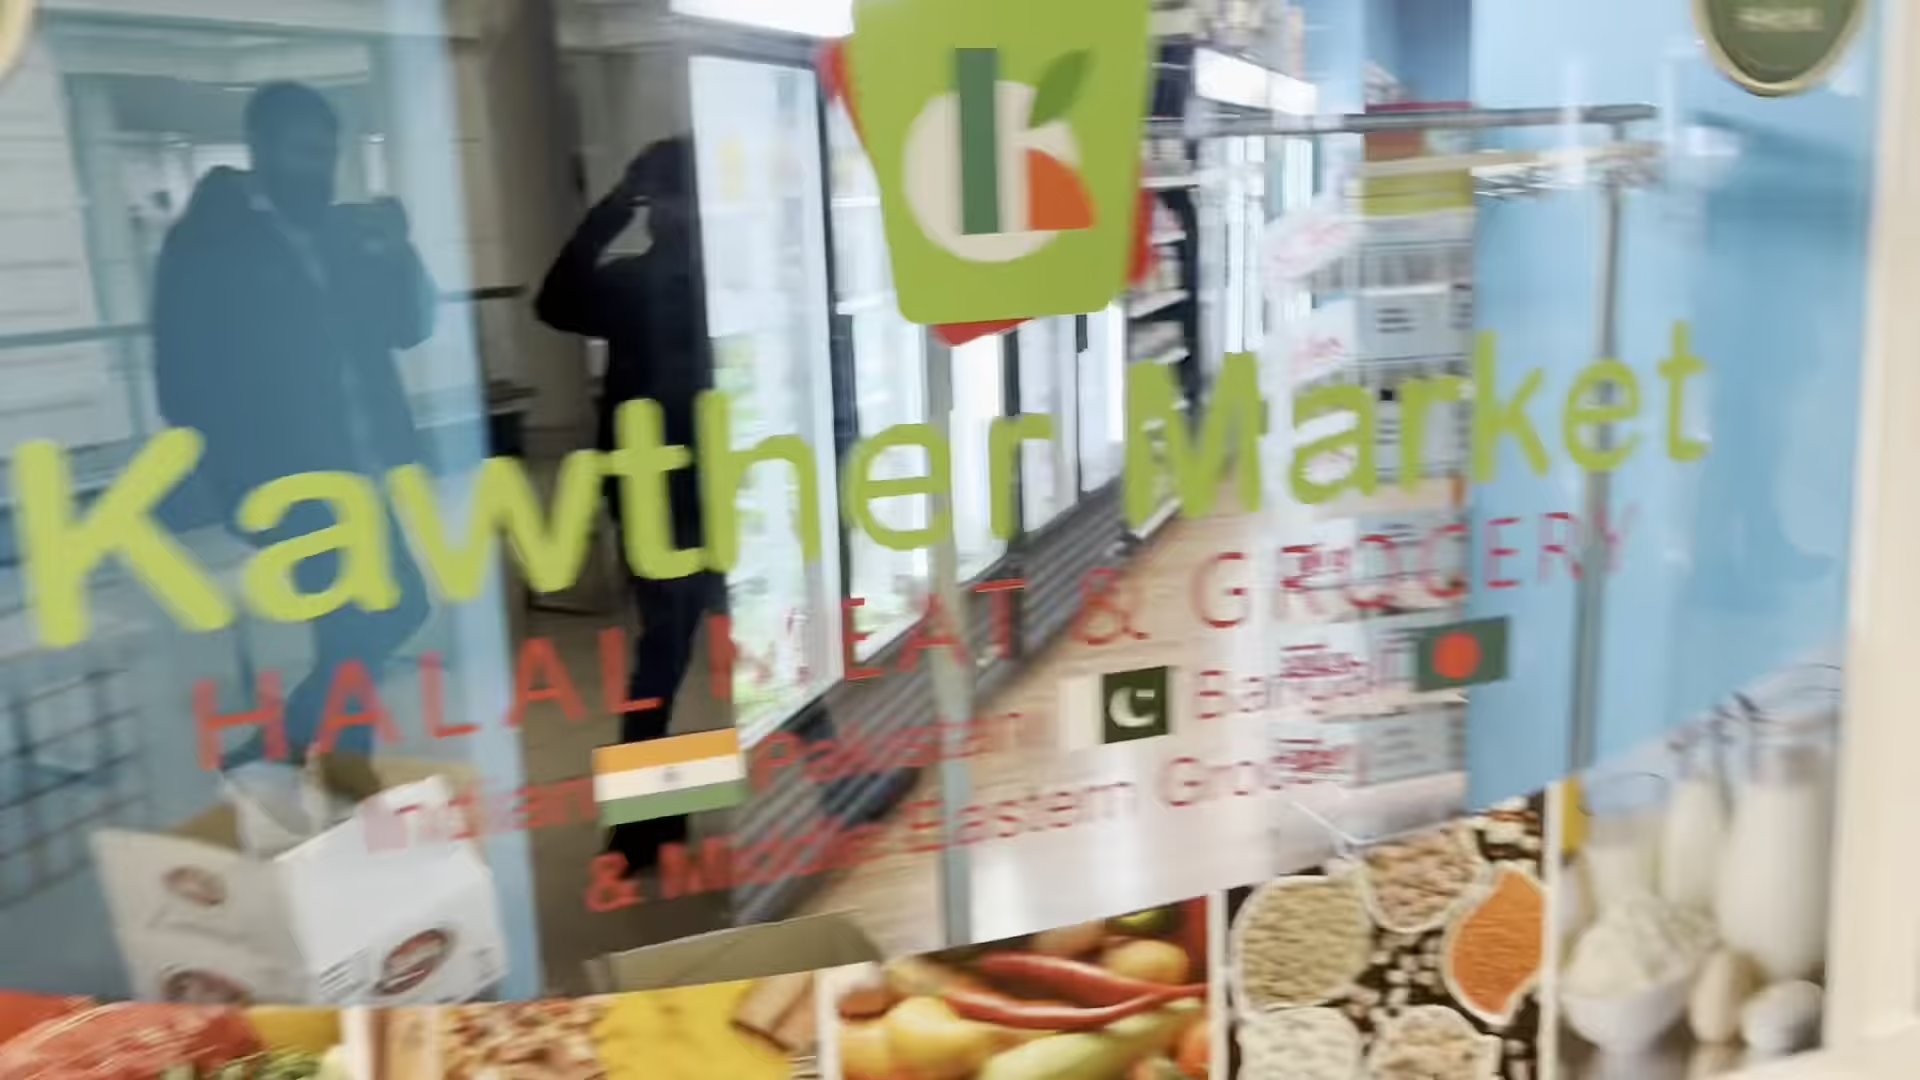 Kawther Market
HALAL MEAT & GROCERY
Indian Pakistani Bangali
& Middle Eastern Grocery